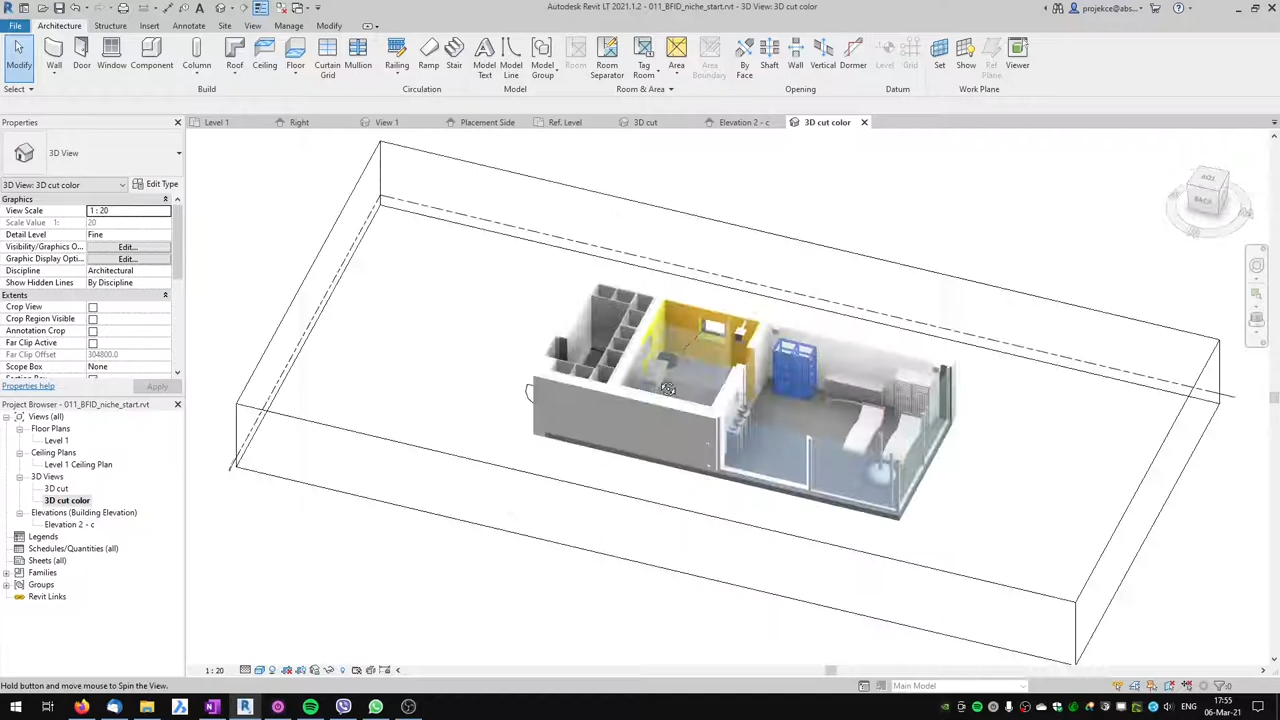 Autodesk Revit LT 2021.1.2 - 011_BFID_niche_start.rvt - 3D View: 3D cut color
projekce@abs...
File Architecture Structure Insert Annotate Analyze Massing & Site View Manage Modify
Modify Wall Door Window Component Column Roof Ceiling Floor Curtain Grid Mullion Railing Ramp Stair Model Text Model Line Model Group Room Room Separator Tag Room Area Area Boundary By Face Shaft Wall Vertical Dormer Level Grid Set Show Ref Plane Viewer
Select Build Circulation Model Room & Area Opening Datum Work Plane
Properties
Level 1 Right View 1 Placement Side Ref. Level 3D cut Elevation 2 - c 3D cut color
3D View
3D View: 3D cut color Edit Type
Graphics
View Scale 1 : 20
Scale Value 1: 20
Detail Level Fine
Visibility/Graphics O... Edit...
Graphic Display Opti... Edit...
Discipline Architectural
Show Hidden Lines By Discipline
Extents
Crop View
Crop Region Visible
Annotation Crop
Far Clip Active
Far Clip Offset 304800.0
Scope Box None
Properties help Apply
Project Browser - 011_BFID_niche_start.rvt
Views (all)
Floor Plans
Level 1
Ceiling Plans
Level 1 Ceiling Plan
3D Views
3D cut
3D cut color
Elevations (Building Elevation)
Elevation 2 - c
Legends
Schedules/Quantities (all)
Sheets (all)
Families
Groups
Revit Links
BACK
1 : 20
Hold button and move mouse to Spin the View.
Main Model
:0
ENG
17:55
06-Mar-21